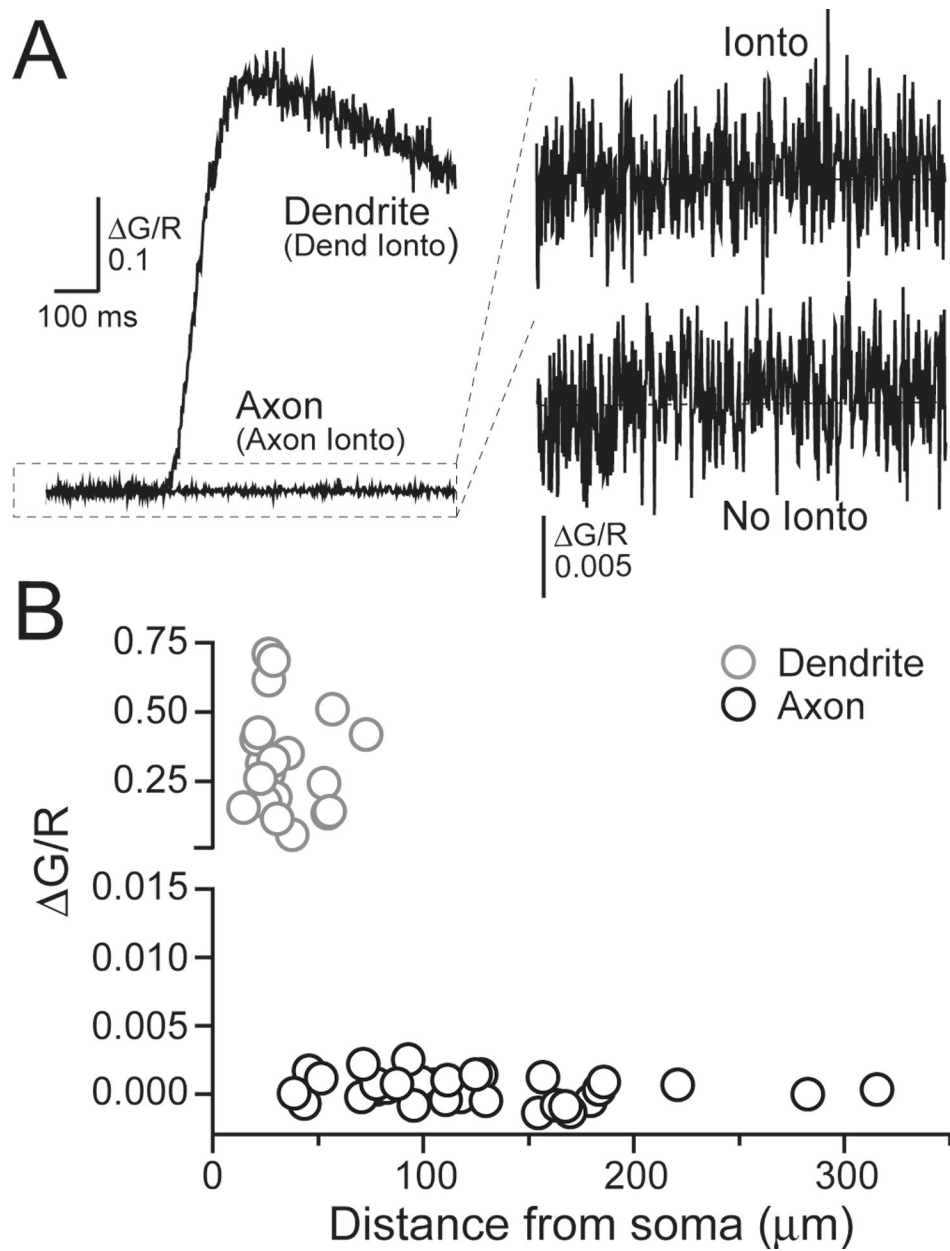 A
Ionto
Dendrite
(Dend Ionto)
ΔG/R
0.1
100 ms
Axon
(Axon Ionto)
No Ionto
ΔG/R
0.005
B
0.75
0.50
0.25
Dendrite
Axon
ΔG/R
0.015
0.010
0.005
0.000
0
100
200
300
Distance from soma (μm)